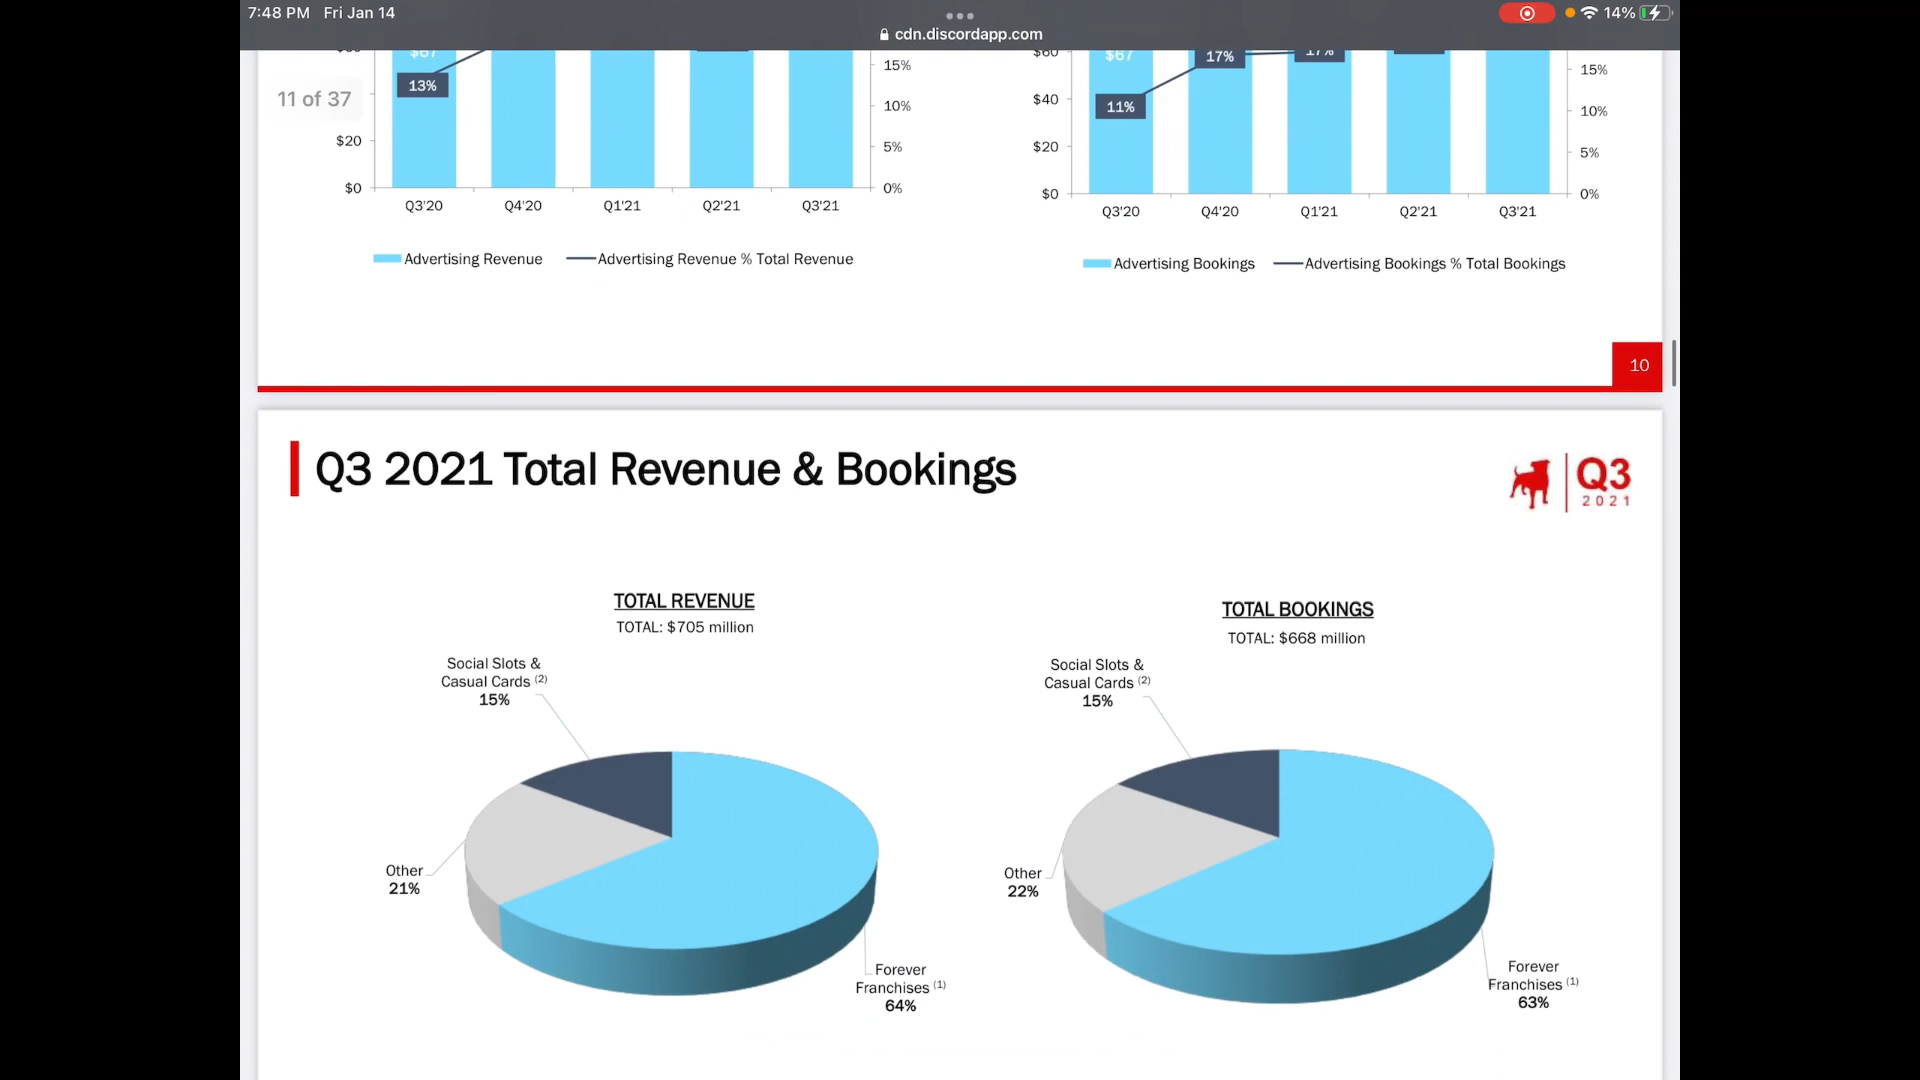 7:48 PM Fri Jan 14
cdn.discordapp.com
14%
11 of 37
$67
13%
15%
10%
5%
0%
$20
$0
Q3'20 Q4'20 Q1'21 Q2'21 Q3'21
Advertising Revenue Advertising Revenue % Total Revenue
$60
$67
17%
17%
11%
$40
$20
$0
15%
10%
5%
0%
Q3'20 Q4'20 Q1'21 Q2'21 Q3'21
Advertising Bookings Advertising Bookings % Total Bookings
10
Q3 2021 Total Revenue & Bookings
Q3
2021
TOTAL REVENUE
TOTAL: $705 million
Social Slots &
Casual Cards (2)
15%
Other
21%
Forever
Franchises (1)
64%
TOTAL BOOKINGS
TOTAL: $668 million
Social Slots &
Casual Cards (2)
15%
Other
22%
Forever
Franchises (1)
63%